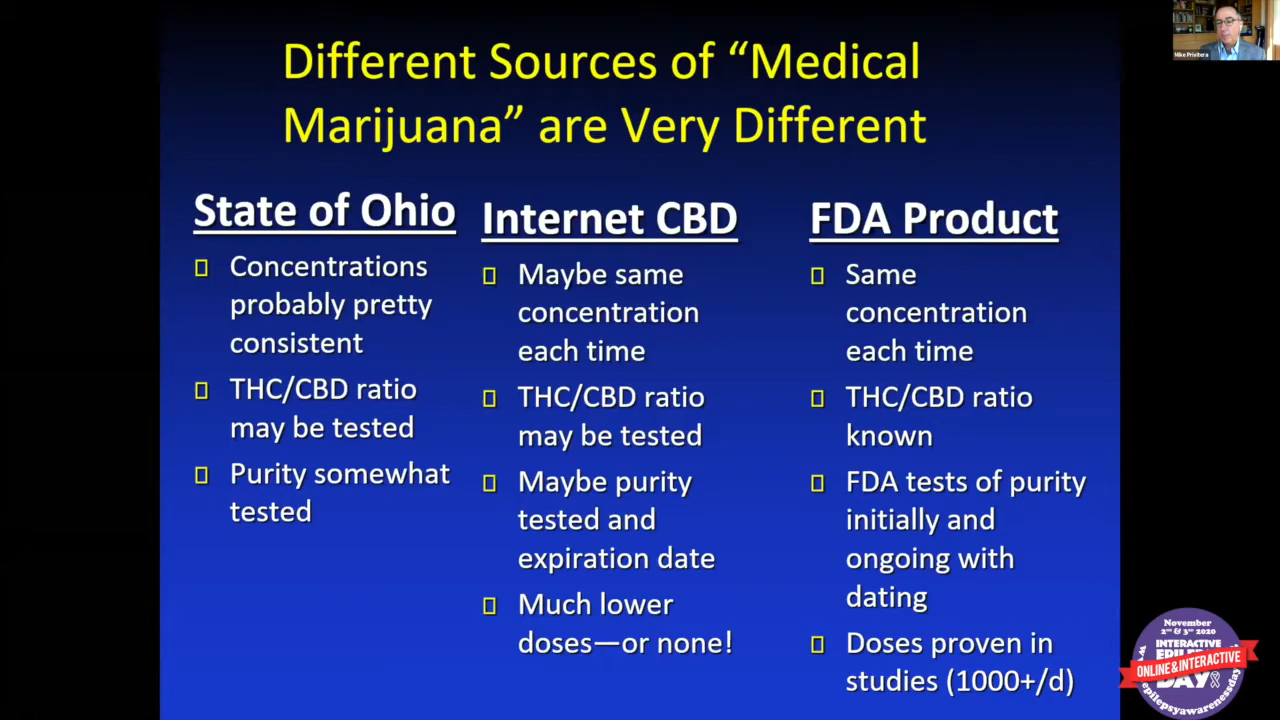 Different Sources of “Medical
Marijuana” are Very Different
State of Ohio
Concentrations
probably pretty
consistent
THC/CBD ratio
may be tested
Purity somewhat
tested
Internet CBD
Maybe same
concentration
each time
THC/CBD ratio
may be tested
Maybe purity
tested and
expiration date
Much lower
doses—or none!
FDA Product
Same
concentration
each time
THC/CBD ratio
known
FDA tests of purity
initially and
ongoing with
dating
Doses proven in
studies (1000+/d)
Mike Privitera
November
2nd & 3rd 2020
INTERACTIVE
ONLINE & INTERACTIVE
DAY
epilepsyawarenessday